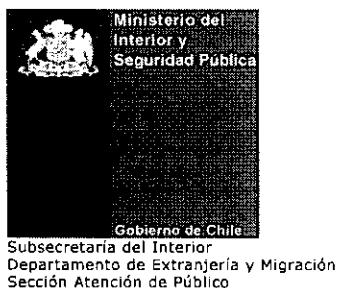 Ministerio del
Interior y
Seguridad Pública
Gobierno de Chile
Subsecretaría del Interior
Departamento de Extranjería y Migración
Sección Atención de Público